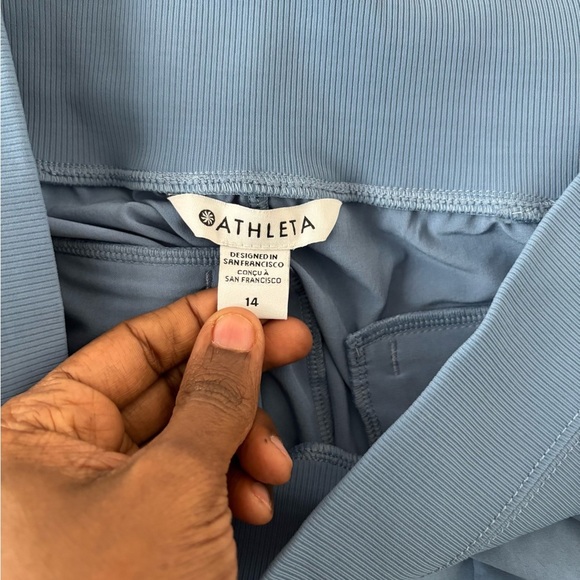 ATHLETA
DESIGNED IN
SAN FRANCISCO
CONÇU À
SAN FRANCISCO
14